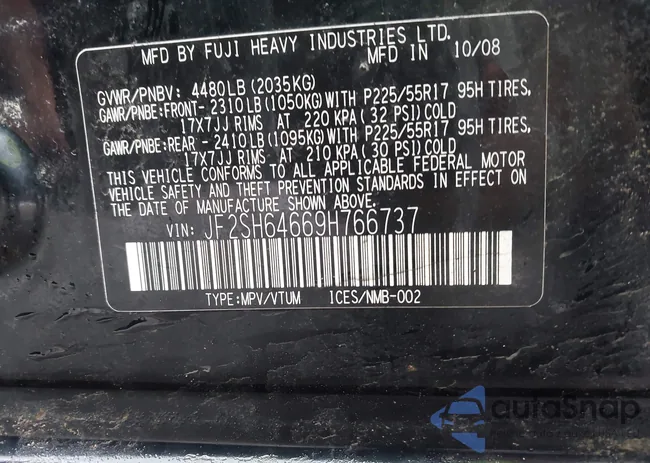 MFD BY FUJI HEAVY INDUSTRIES LTD.
MFD IN 10/08
GVWR/PNBV: 4480LB(2035KG)
GAWR/PNBE:FRONT- 2310LB(1050KG)WITH P225/55R17 95H TIRES,
17X7JJ RIMS AT 220 KPA(32 PSI)COLD
GAWR/PNBE:REAR - 2410LB(1095KG)WITH P225/55R17 95H TIRES,
17X7JJ RIMS AT 210 KPA(30 PSI)COLD
THIS VEHICLE CONFORMS TO ALL APPLICABLE FEDERAL MOTOR
VEHICLE SAFETY AND THEFT PREVENTION STANDARDS IN EFFECT ON
THE DATE OF MANUFACTURE SHOWN ABOVE.
VIN: JF2SH64669H766737
TYPE:MPV/VTUM ICES/NMB-002
autoSnap